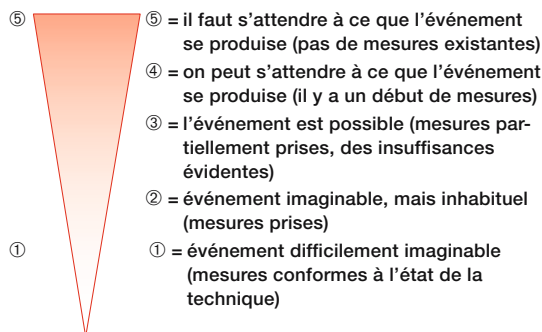 ⑤ ⑤ = il faut s’attendre à ce que l’événement
se produise (pas de mesures existantes)
④ = on peut s’attendre à ce que l’événement
se produise (il y a un début de mesures)
③ = l’événement est possible (mesures par-
tiellement prises, des insuffisances
évidentes)
② = événement imaginable, mais inhabituel
(mesures prises)
① ① = événement difficilement imaginable
(mesures conformes à l’état de la
technique)